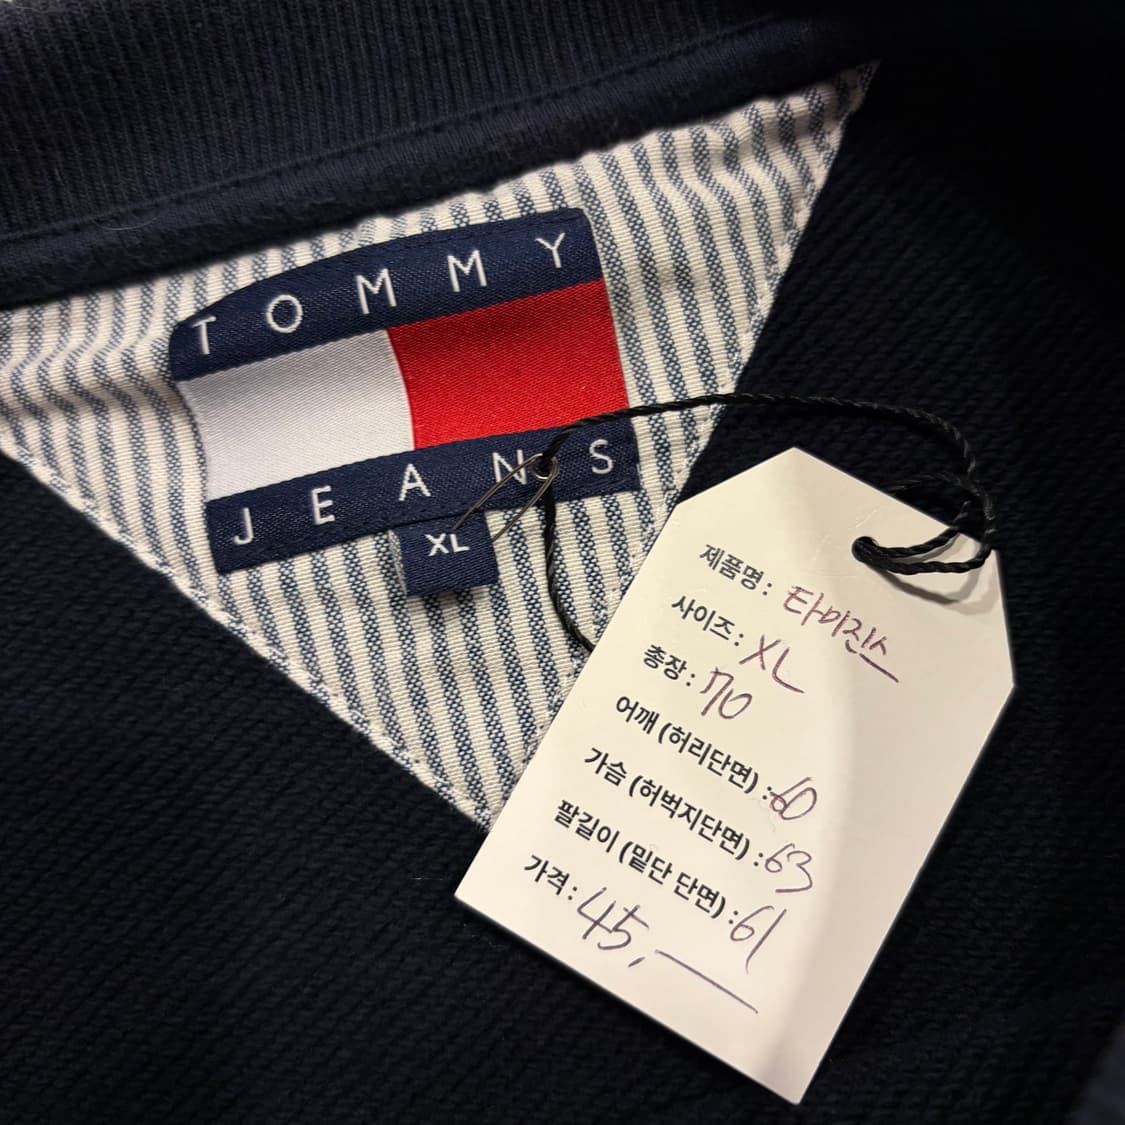 TOMMY
JEANS
XL
제품명 : 타미진스
사이즈 : XL
총장 : 70
어깨 (허리단면) : 60
가슴 (허벅지단면) : 63
팔길이 (밑단 단면) : 61
가격 : 45,—